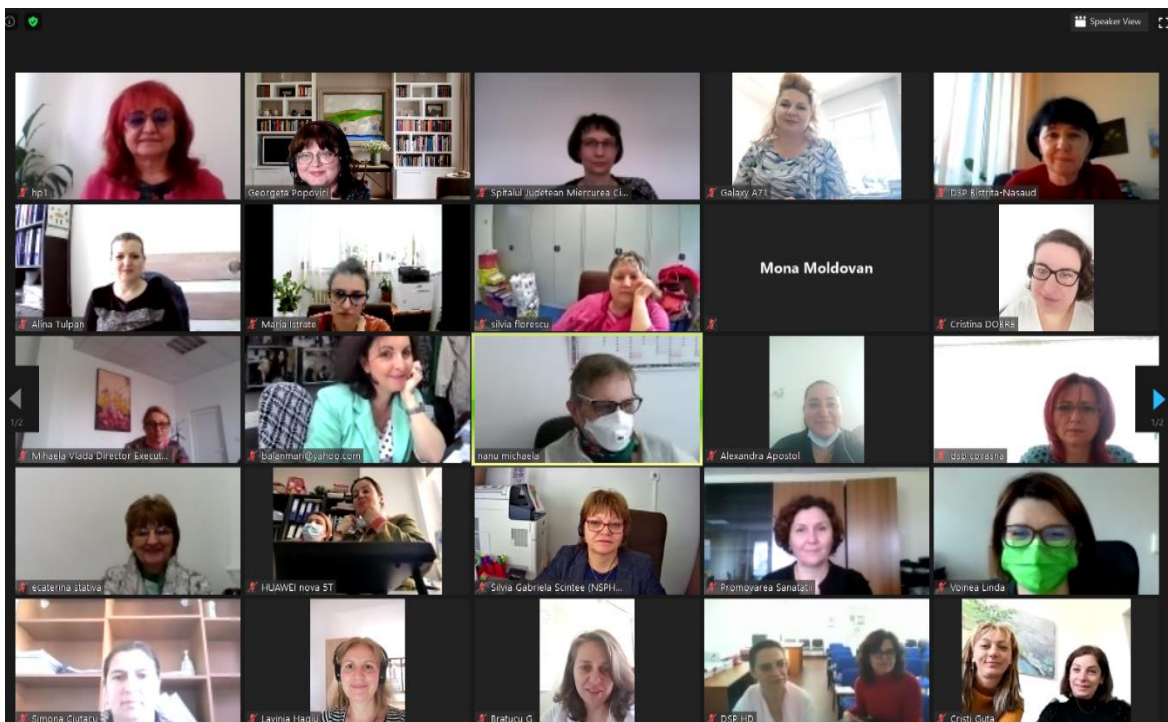 Speaker View
hp1
Georgeta Popovici
Spitalul Judetean Miercurea Ci...
Galaxy A71
DSP Bistrita-Nasaud
Alina Tulpan
Maria Istrate
silvia florescu
Mona Moldovan
Cristina DOBRE
1/2
1/2
Mihaela Vlada Director Execut...
balanmari@yahoo.com
nanu michaela
Alexandra Apostol
dsp covasna
ecaterina stativa
HUAWEI nova 5T
Silvia Gabriela Scintee (NSPH...
Promovarea Sanatatii
Voinea Linda
Simona Ciutacu
Lavinia Hagiu
Bratucu G
DSP HD
Cristi Guta